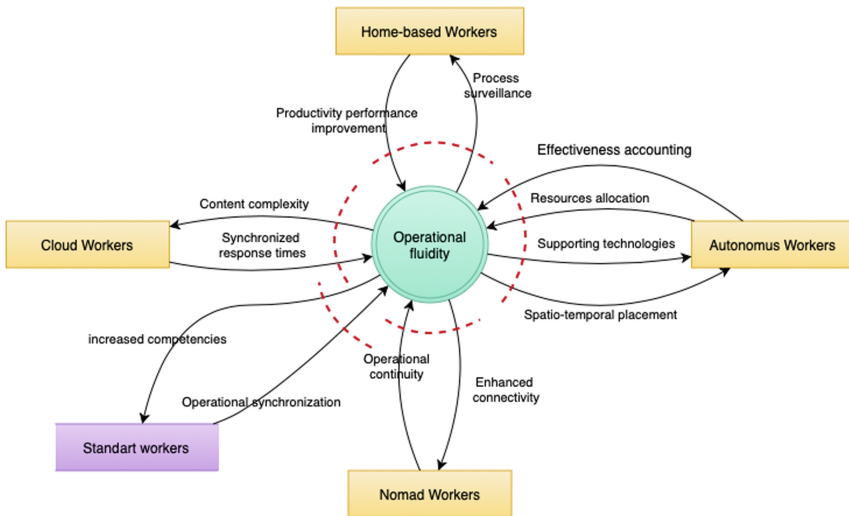 Home-based Workers
Process
surveillance
Productivity performance
improvement
Effectiveness accounting
Resources allocation
Content complexity
Cloud Workers
Synchronized
response times
Operational
fluidity
Supporting technologies
Autonomus Workers
Spatio-temporal placement
increased competencies
Operational
continuity
Enhanced
connectivity
Operational synchronization
Standart workers
Nomad Workers